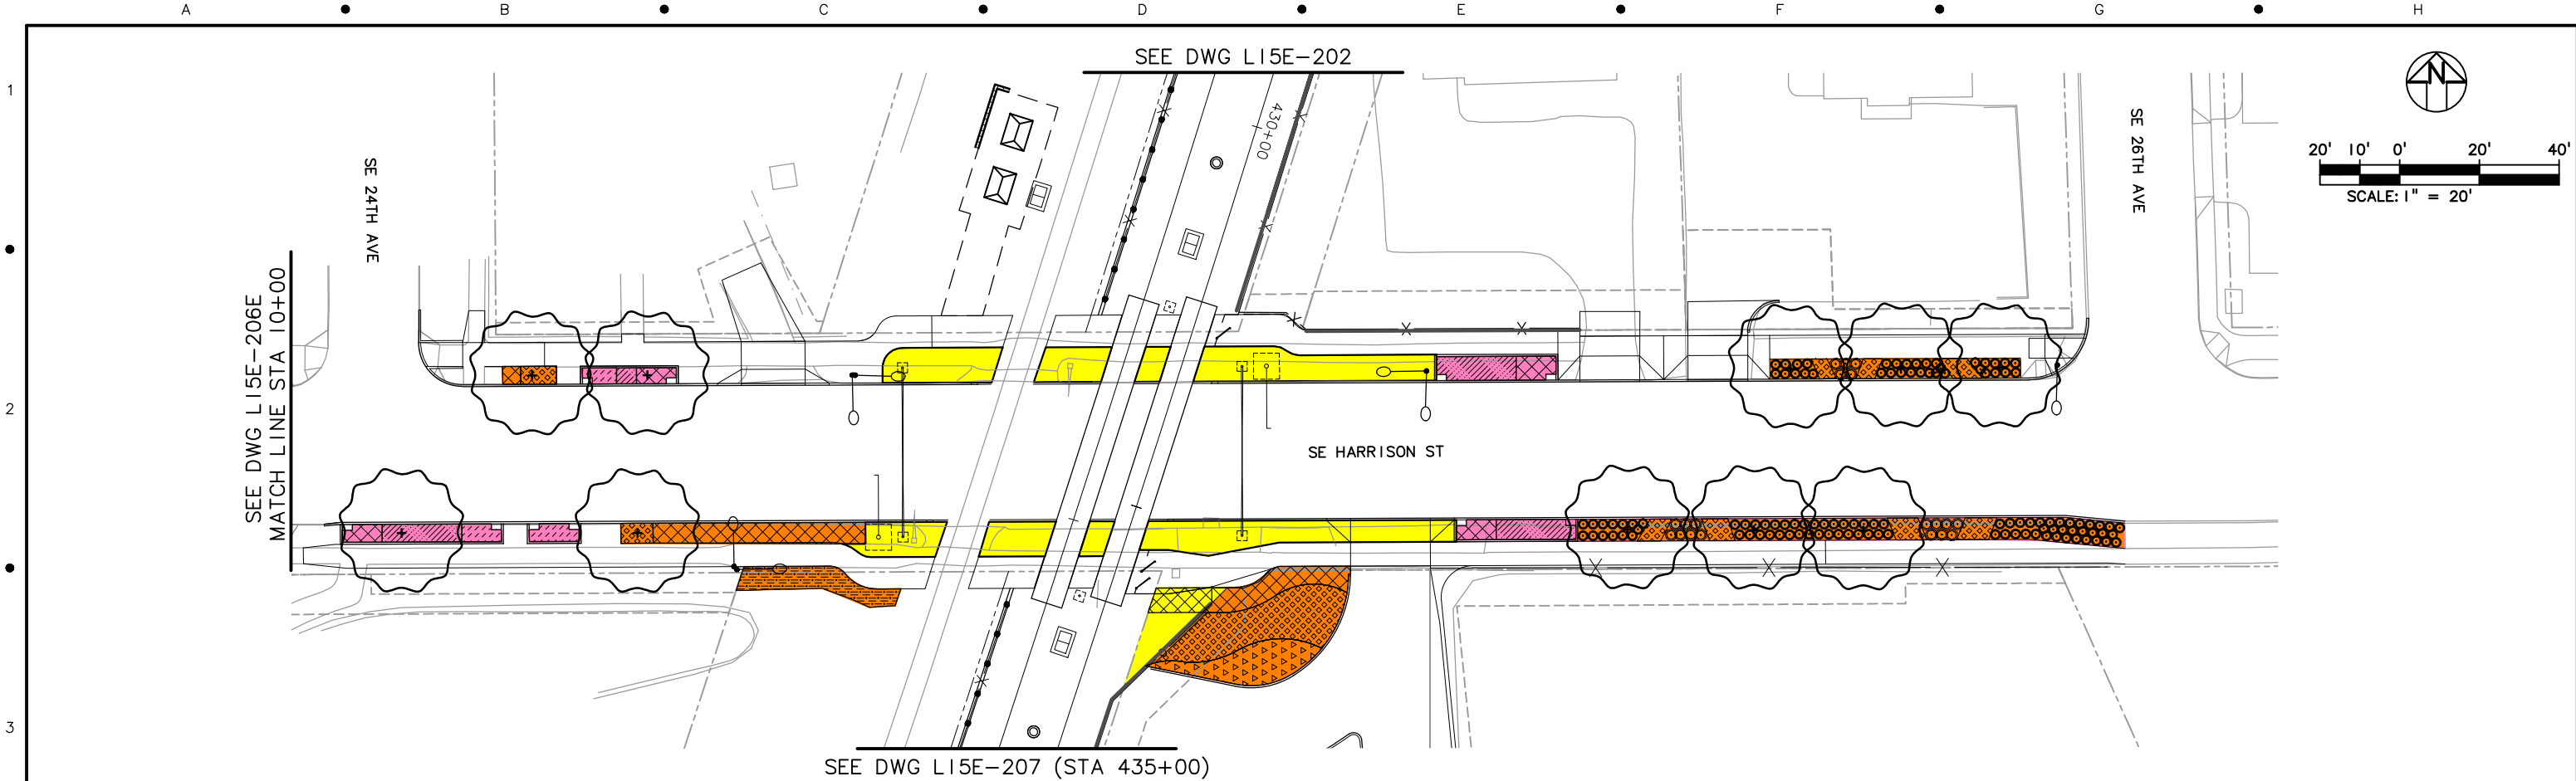 A B C D E F G H
SEE DWG L15E-202
1
430+00
SE 24TH AVE
SE 26TH AVE
N
20' 10' 0' 20' 40'
SCALE: 1" = 20'
SEE DWG L15E-206E
MATCH LINE STA 10+00
2
SE HARRISON ST
3
SEE DWG L15E-207 (STA 435+00)